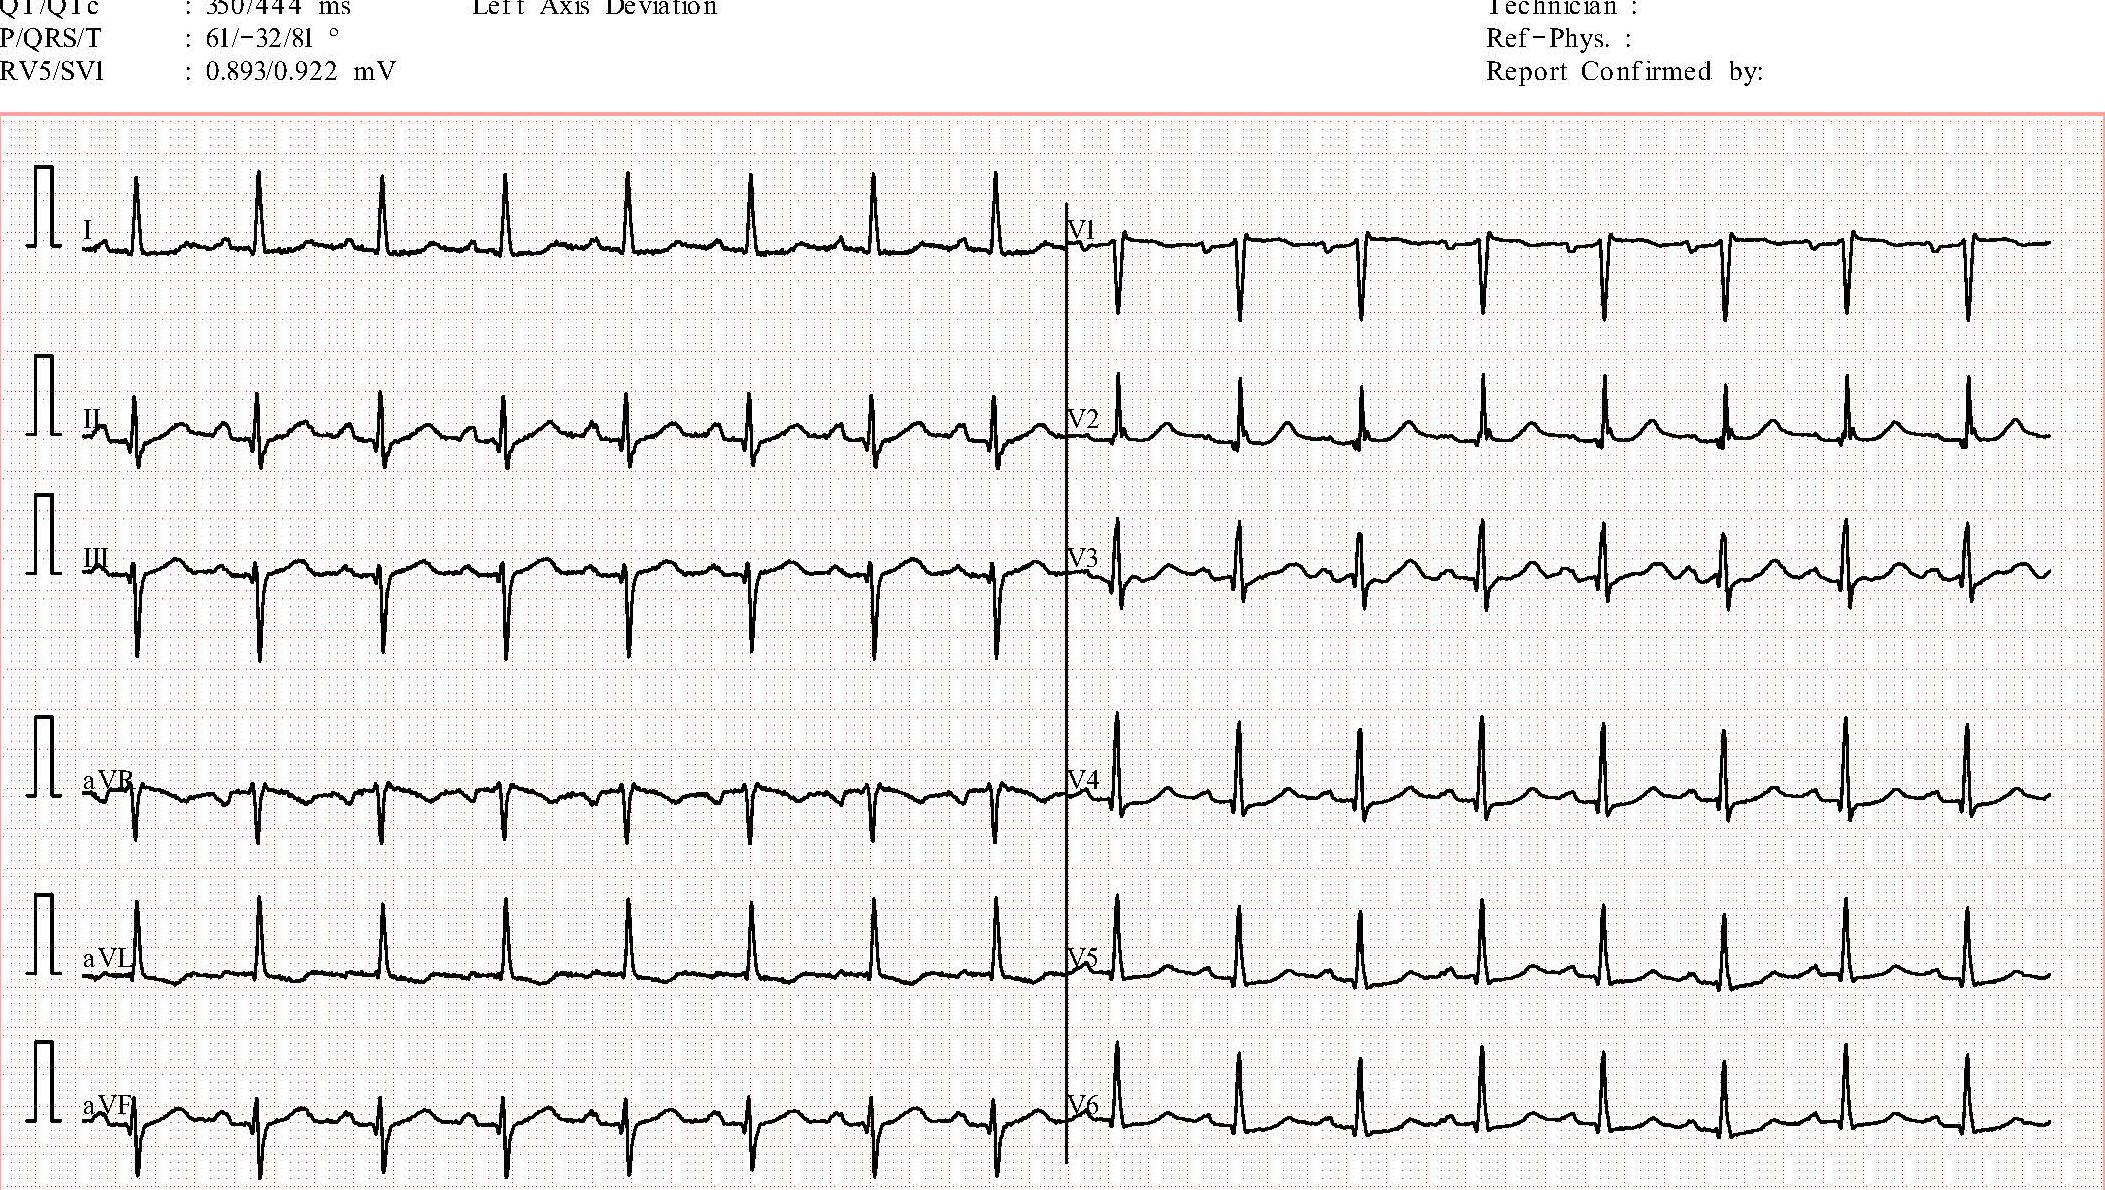 QT/QTc : 350/444 ms Left Axis Deviation Technician :
P/QRS/T : 61/-32/81 ° Ref-Phys. :
RV5/SV1 : 0.893/0.922 mV Report Confirmed by:
I V1
II V2
III V3
aVR V4
aVL V5
aVF V6